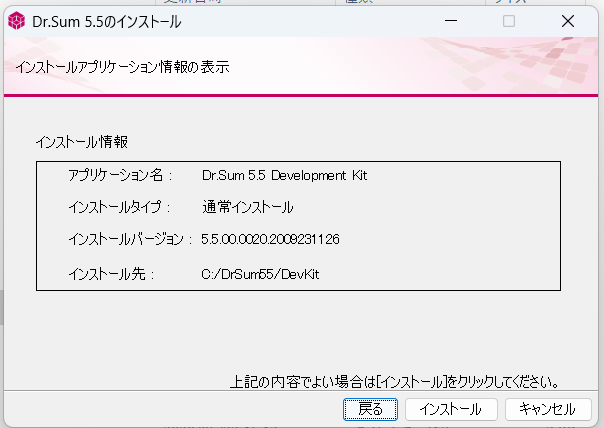 Dr.Sum 5.5のインストール
インストールアプリケーション情報の表示
インストール情報
アプリケーション名 : Dr.Sum 5.5 Development Kit
インストールタイプ : 通常インストール
インストールバージョン : 5.5.00.0020.2009231126
インストール先 : C:/DrSum55/DevKit
上記の内容でよい場合は[インストール]をクリックしてください。
戻る インストール キャンセル